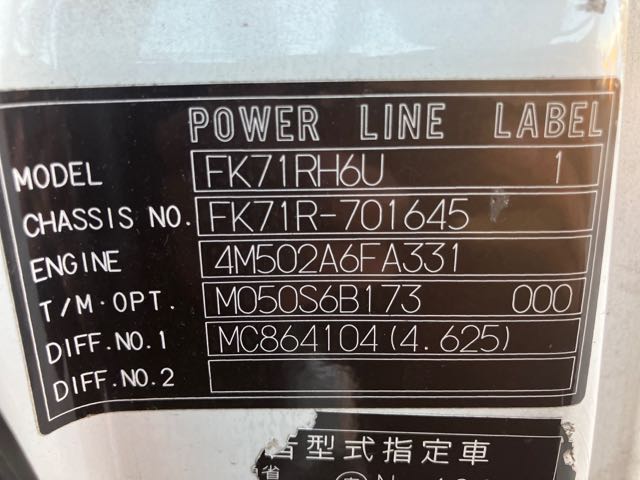 POWER LINE LABEL
MODEL FK71RH6U 1
CHASSIS NO. FK71R-701645
ENGINE 4M502A6FA331
T/M·OPT. M050S6B173 000
DIFF.NO.1 MC864104(4.625)
DIFF.NO.2
型式指定車
省